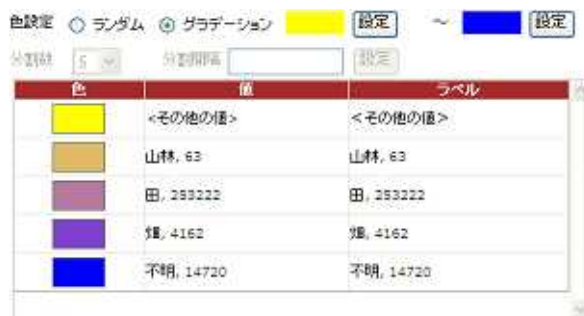 色設定 ランダム グラデーション 設定 ～ 設定
分割数 5 分割間隔 設定
色 値 ラベル
<その他の値> <その他の値>
山林, 63 山林, 63
田, 253222 田, 253222
畑, 4162 畑, 4162
不明, 14720 不明, 14720